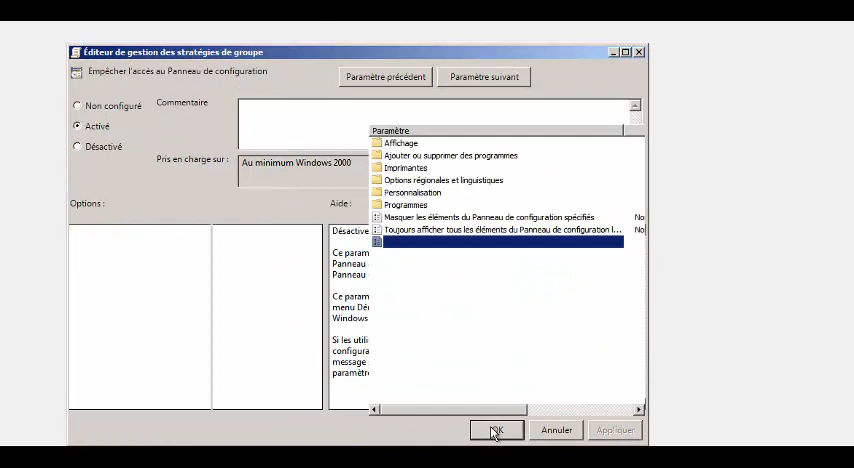 Éditeur de gestion des stratégies de groupe
Empêcher l'accès au Panneau de configuration
Paramètre précédent
Paramètre suivant
Non configuré
Commentaire
Activé
Désactivé
Pris en charge sur :
Au minimum Windows 2000
Options :
Aide :
Paramètre
Affichage
Ajouter ou supprimer des programmes
Imprimantes
Options régionales et linguistiques
Personnalisation
Programmes
Masquer les éléments du Panneau de configuration spécifiés
No
Toujours afficher tous les éléments du Panneau de configuration l...
No
Désactive
Ce param
Panneau
Panneau
Ce param
menu Dé
Windows
Si les utili
configura
message
paramètre
OK
Annuler
Appliquer